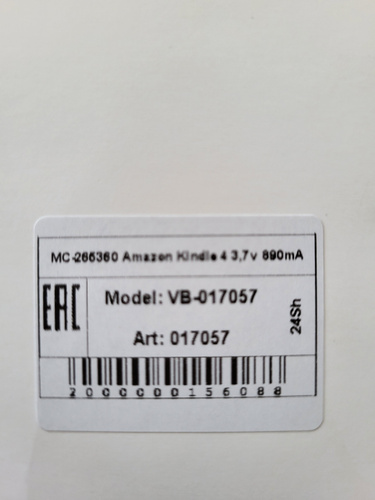 MC-265360 Amazon Kindle 4 3,7v 890mA
EAC
Model: VB-017057
Art: 017057
24Sh
2000000156088